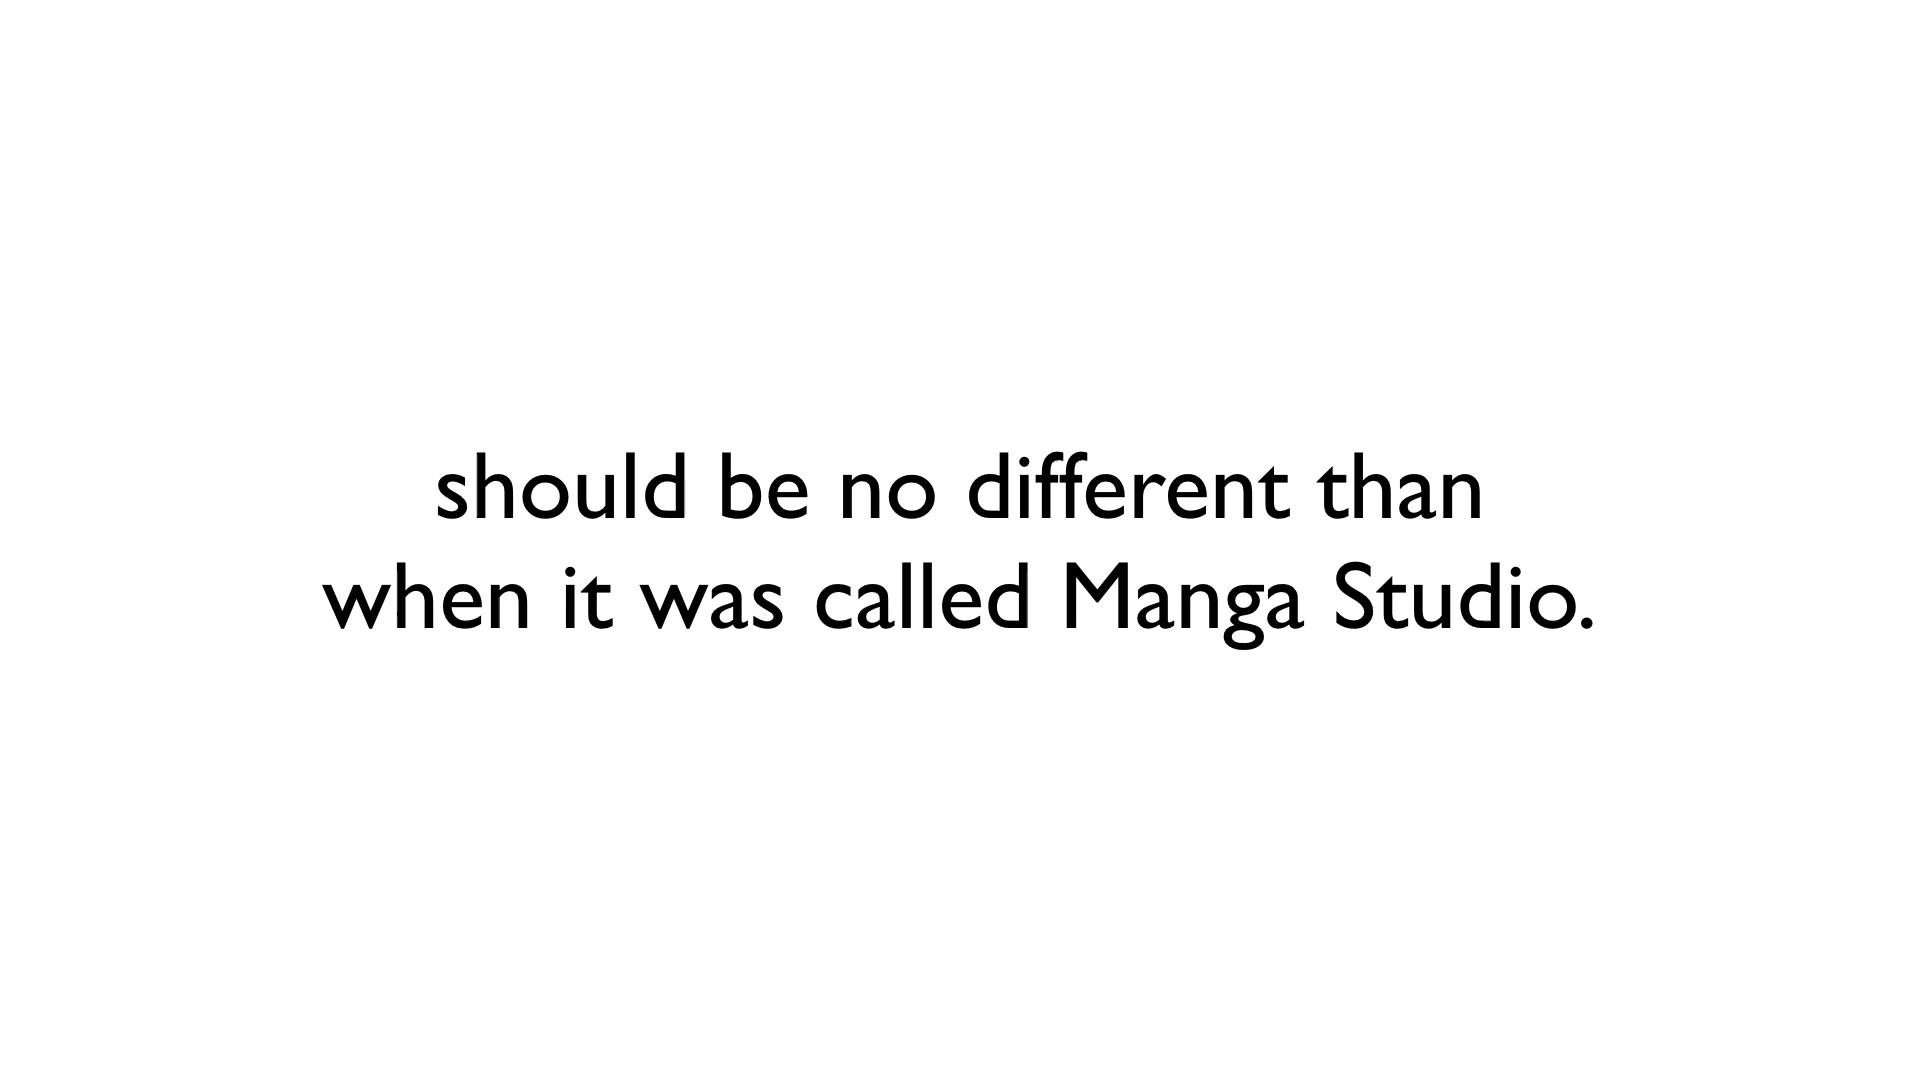 should be no different than
when it was called Manga Studio.